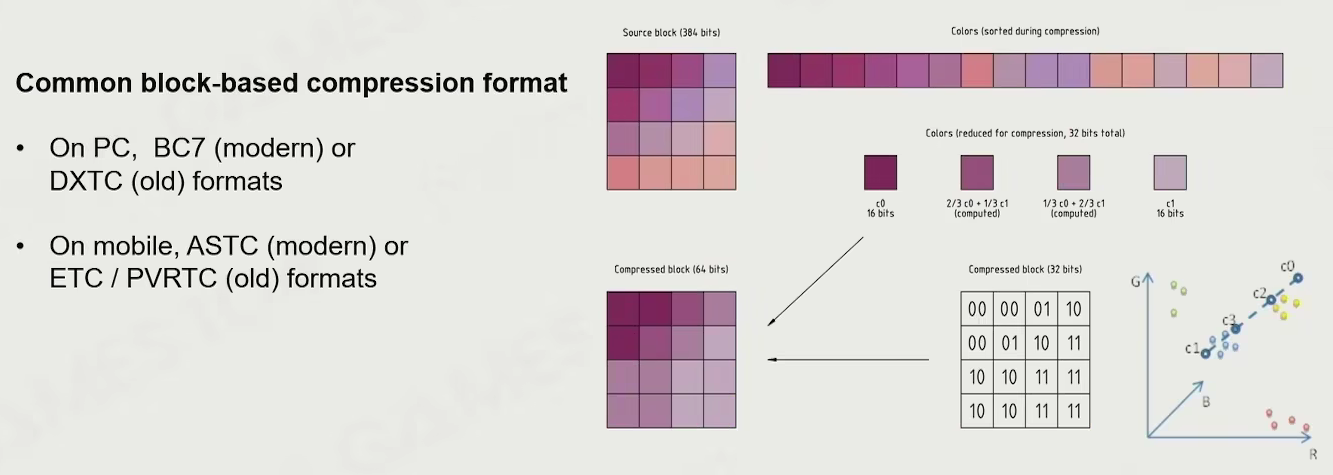 Common block-based compression format
• On PC,  BC7 (modern) or
DXTC (old) formats
• On mobile, ASTC (modern) or
ETC / PVRTC (old) formats
Source block (384 bits)
Colors (sorted during compression)
Colors (reduced for compression, 32 bits total)
c0
16 bits
2/3 c0 + 1/3 c1
(computed)
1/3 c0 + 2/3 c1
(computed)
c1
16 bits
Compressed block (64 bits)
Compressed block (32 bits)
00 00 01 10
00 01 10 11
10 10 11 11
10 10 11 11
G
c0
c2
c3
c1
B
R